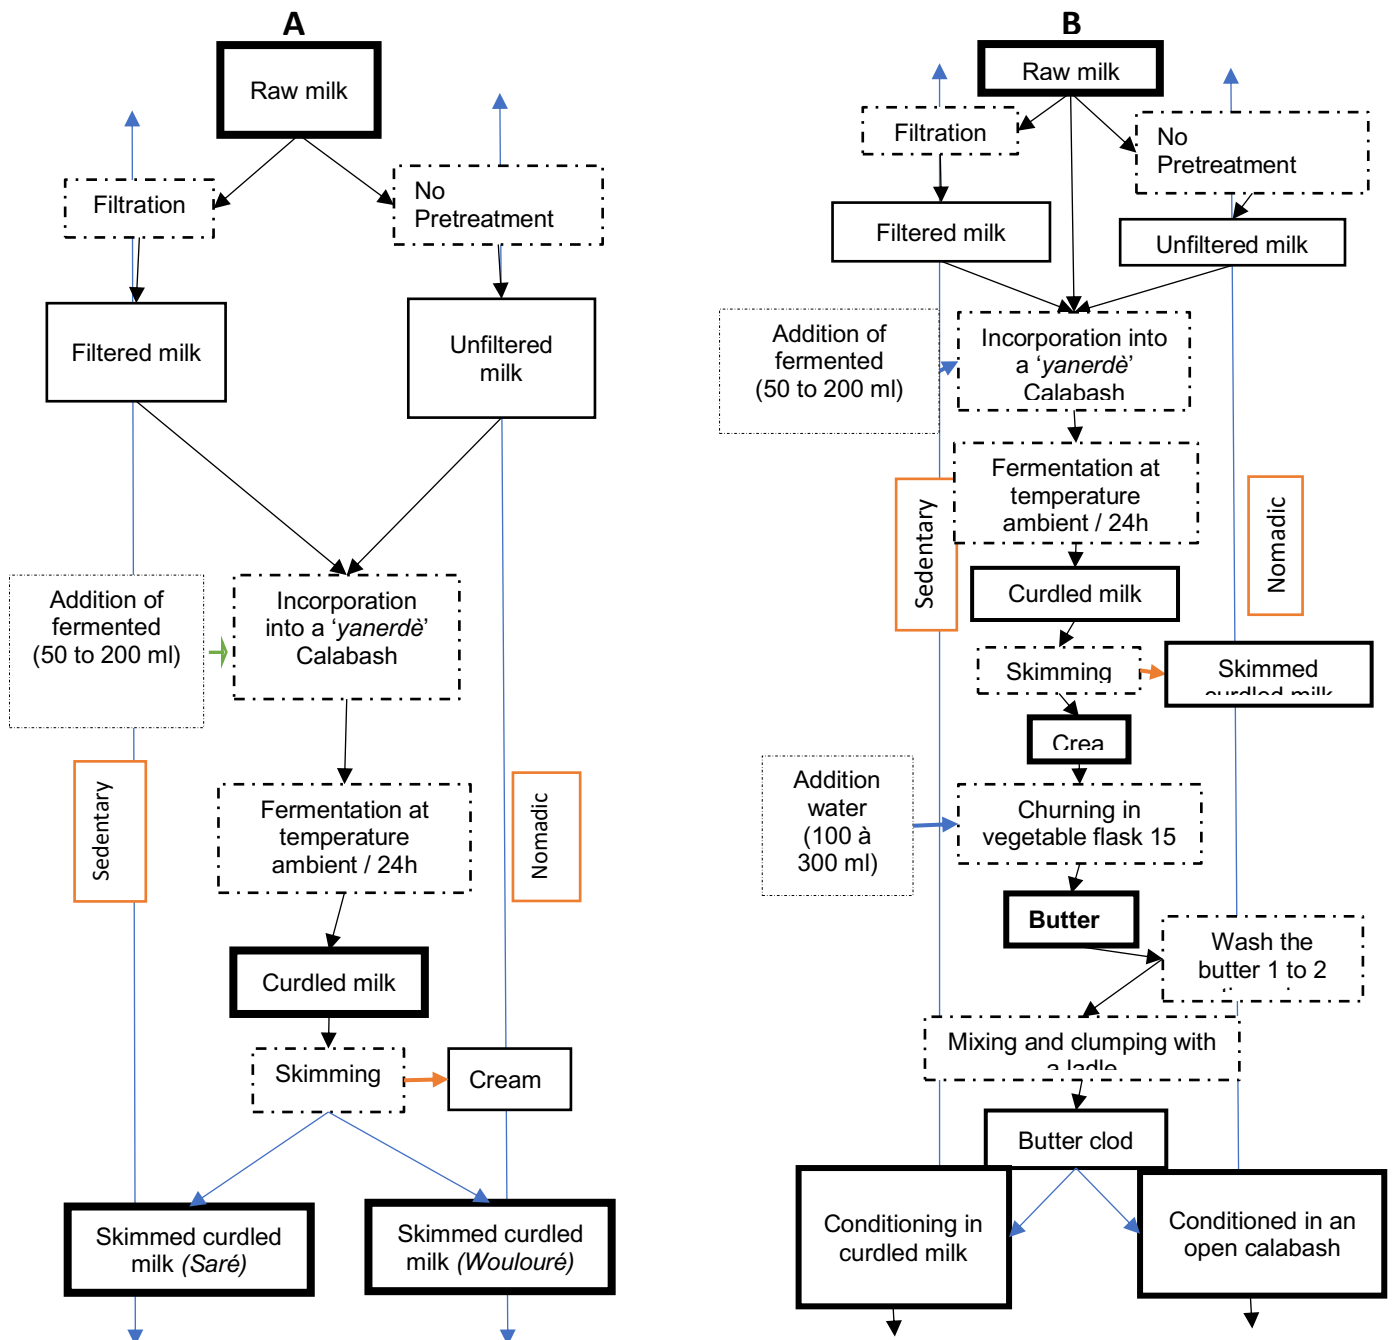 A
Raw milk
Filtration
No
Pretreatment
Filtered milk
Unfiltered
milk
Addition of
fermented
(50 to 200 ml)
Incorporation
into a ‘yanerdè’
Calabash
Sedentary
Nomadic
Fermentation at
temperature
ambient / 24h
Curdled milk
Skimming
Cream
Skimmed curdled
milk (Saré)
Skimmed curdled
milk (Woulouré)
B
Raw milk
Filtration
No
Pretreatment
Filtered milk
Unfiltered milk
Addition of
fermented
(50 to 200 ml)
Incorporation into
a ‘yanerdè’
Calabash
Fermentation at
temperature
ambient / 24h
Sedentary
Nomadic
Curdled milk
Skimming
Skimmed
curdled milk
Crea
Addition
water
(100 à
300 ml)
Churning in
vegetable flask 15
Butter
Wash the
butter 1 to 2
Mixing and clumping with
a ladle
Butter clod
Conditioning in
curdled milk
Conditioned in an
open calabash